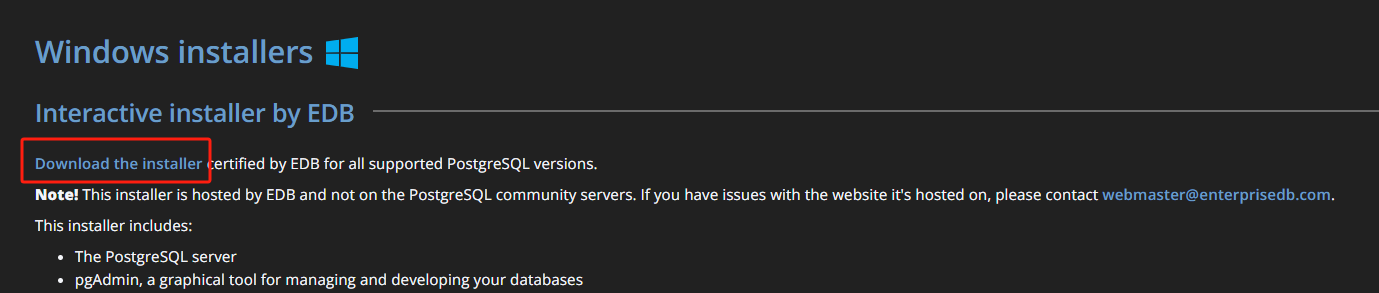 Windows installers
Interactive installer by EDB
Download the installer certified by EDB for all supported PostgreSQL versions.
Note! This installer is hosted by EDB and not on the PostgreSQL community servers. If you have issues with the website it's hosted on, please contact webmaster@enterprisedb.com.
This installer includes:
• The PostgreSQL server
• pgAdmin, a graphical tool for managing and developing your databases